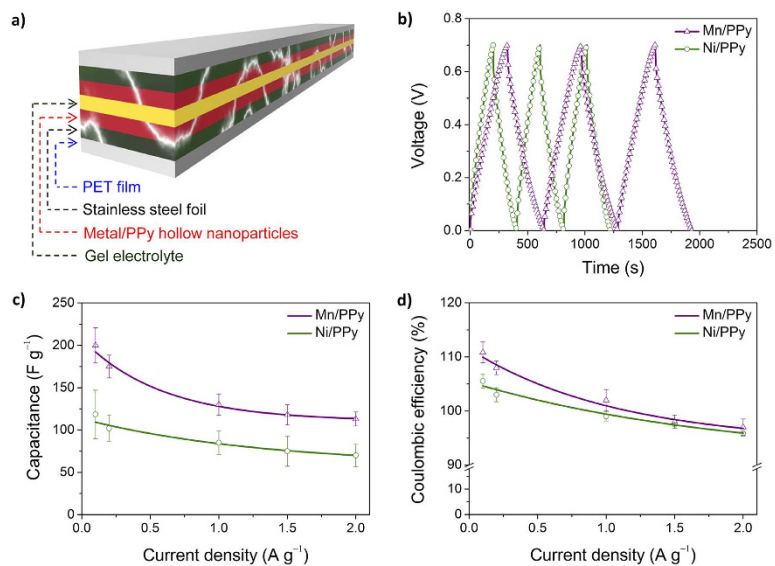 a)
PET film
Stainless steel foil
Metal/PPy hollow nanoparticles
Gel electrolyte
b)
Mn/PPy
Ni/PPy
0.8
0.6
0.4
0.2
0.0
Voltage (V)
0 500 1000 1500 2000 2500
Time (s)
c)
Mn/PPy
Ni/PPy
250
200
150
100
50
0
Capacitance (F g⁻¹)
0.0 0.5 1.0 1.5 2.0
Current density (A g⁻¹)
d)
Mn/PPy
Ni/PPy
120
110
100
90
10
5
0
Coulombic efficiency (%)
0.0 0.5 1.0 1.5 2.0
Current density (A g⁻¹)